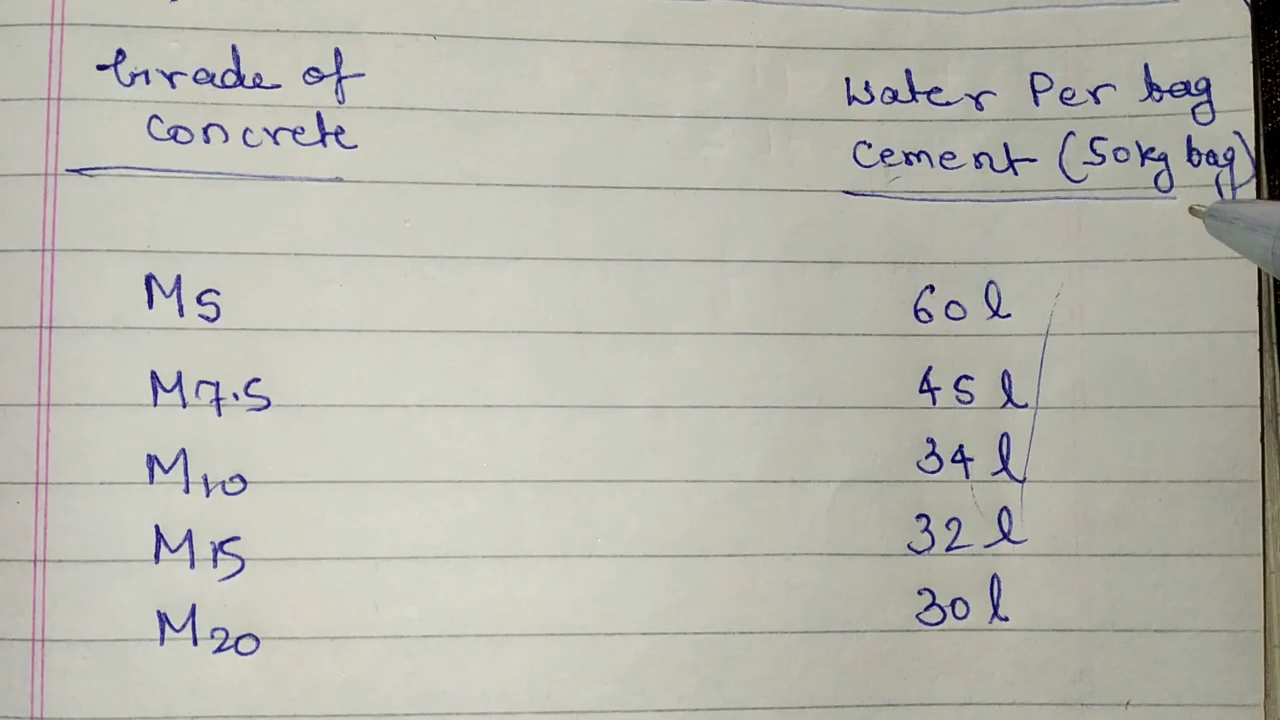 Grade of
Concrete
Water Per bag
Cement (50kg bag)
M5 60 l
M7.5 45 l
M10 34 l
M15 32 l
M20 30 l